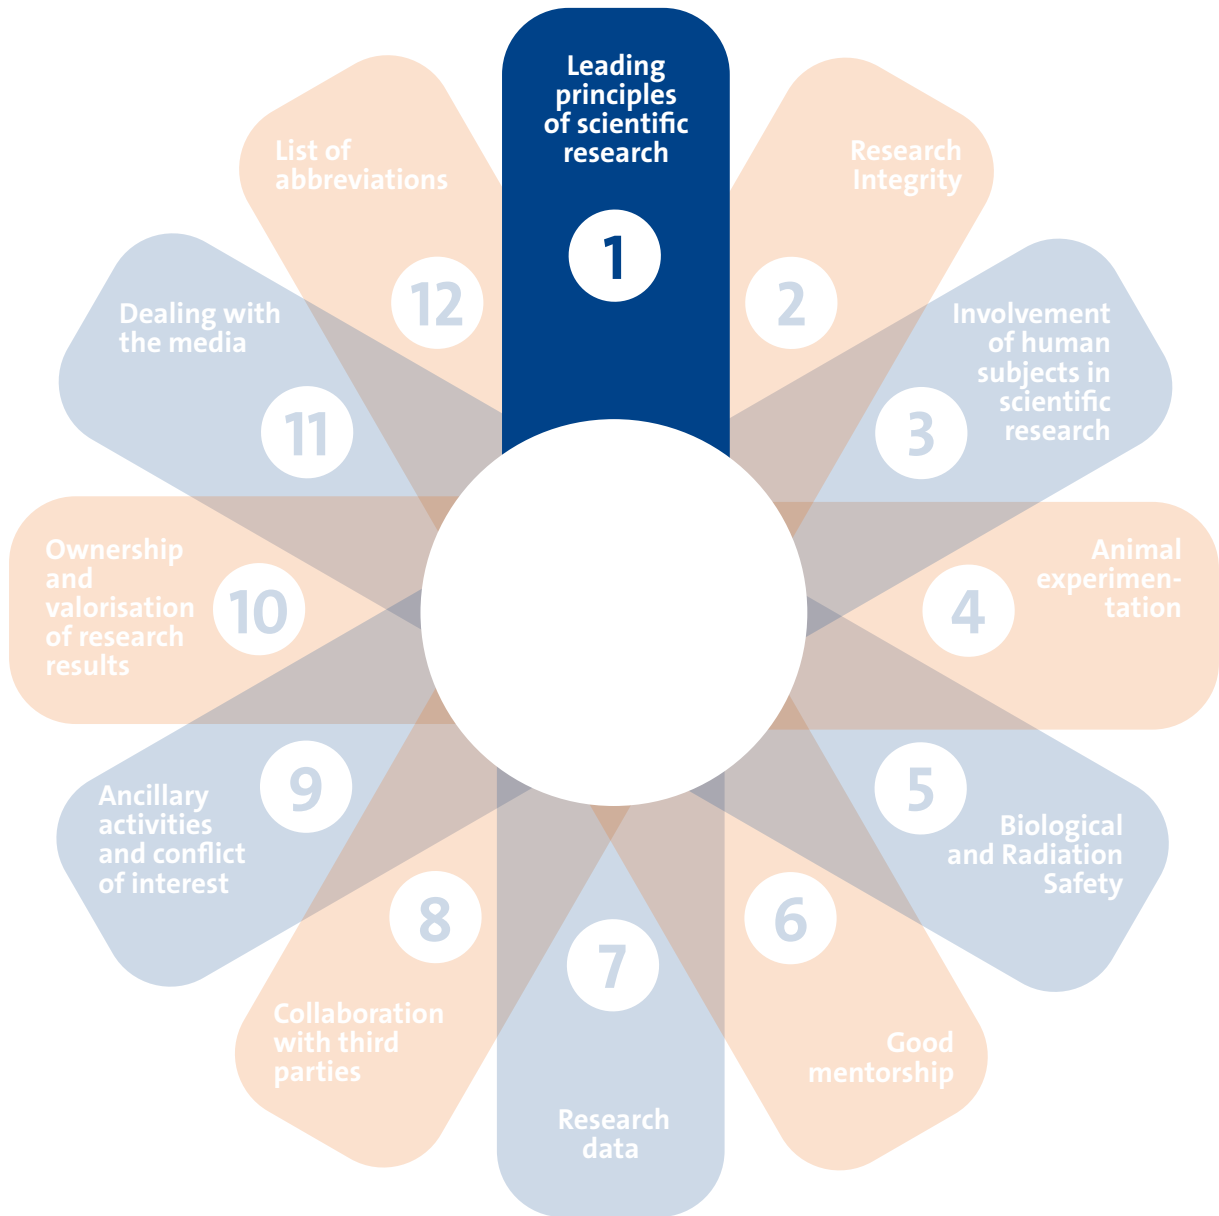 Leading
principles
of scientific
research
1
Research
Integrity
2
Involvement
of human
subjects in
scientific
research
3
Animal
experimen-
tation
4
Biological
and Radiation
Safety
5
Good
mentorship
6
Research
data
7
Collaboration
with third
parties
8
Ancillary
activities
and conflict
of interest
9
Ownership
and
valorisation
of research
results
10
Dealing with
the media
11
List of
abbreviations
12